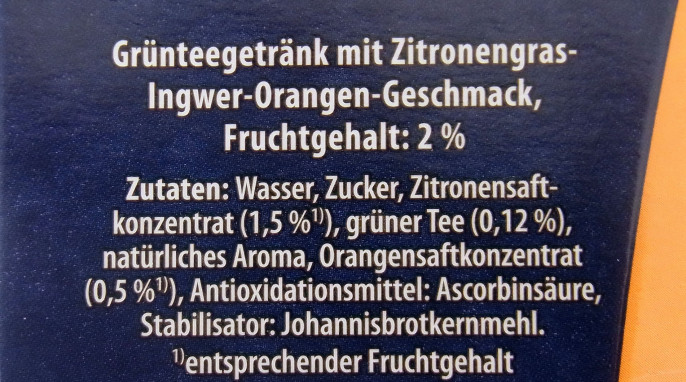 Grünteegetränk mit Zitronengras-
Ingwer-Orangen-Geschmack,
Fruchtgehalt: 2 %
Zutaten: Wasser, Zucker, Zitronensaft-
konzentrat (1,5 %¹⁾), grüner Tee (0,12 %),
natürliches Aroma, Orangensaftkonzentrat
(0,5 %¹⁾), Antioxidationsmittel: Ascorbinsäure,
Stabilisator: Johannisbrotkernmehl.
¹⁾entsprechender Fruchtgehalt